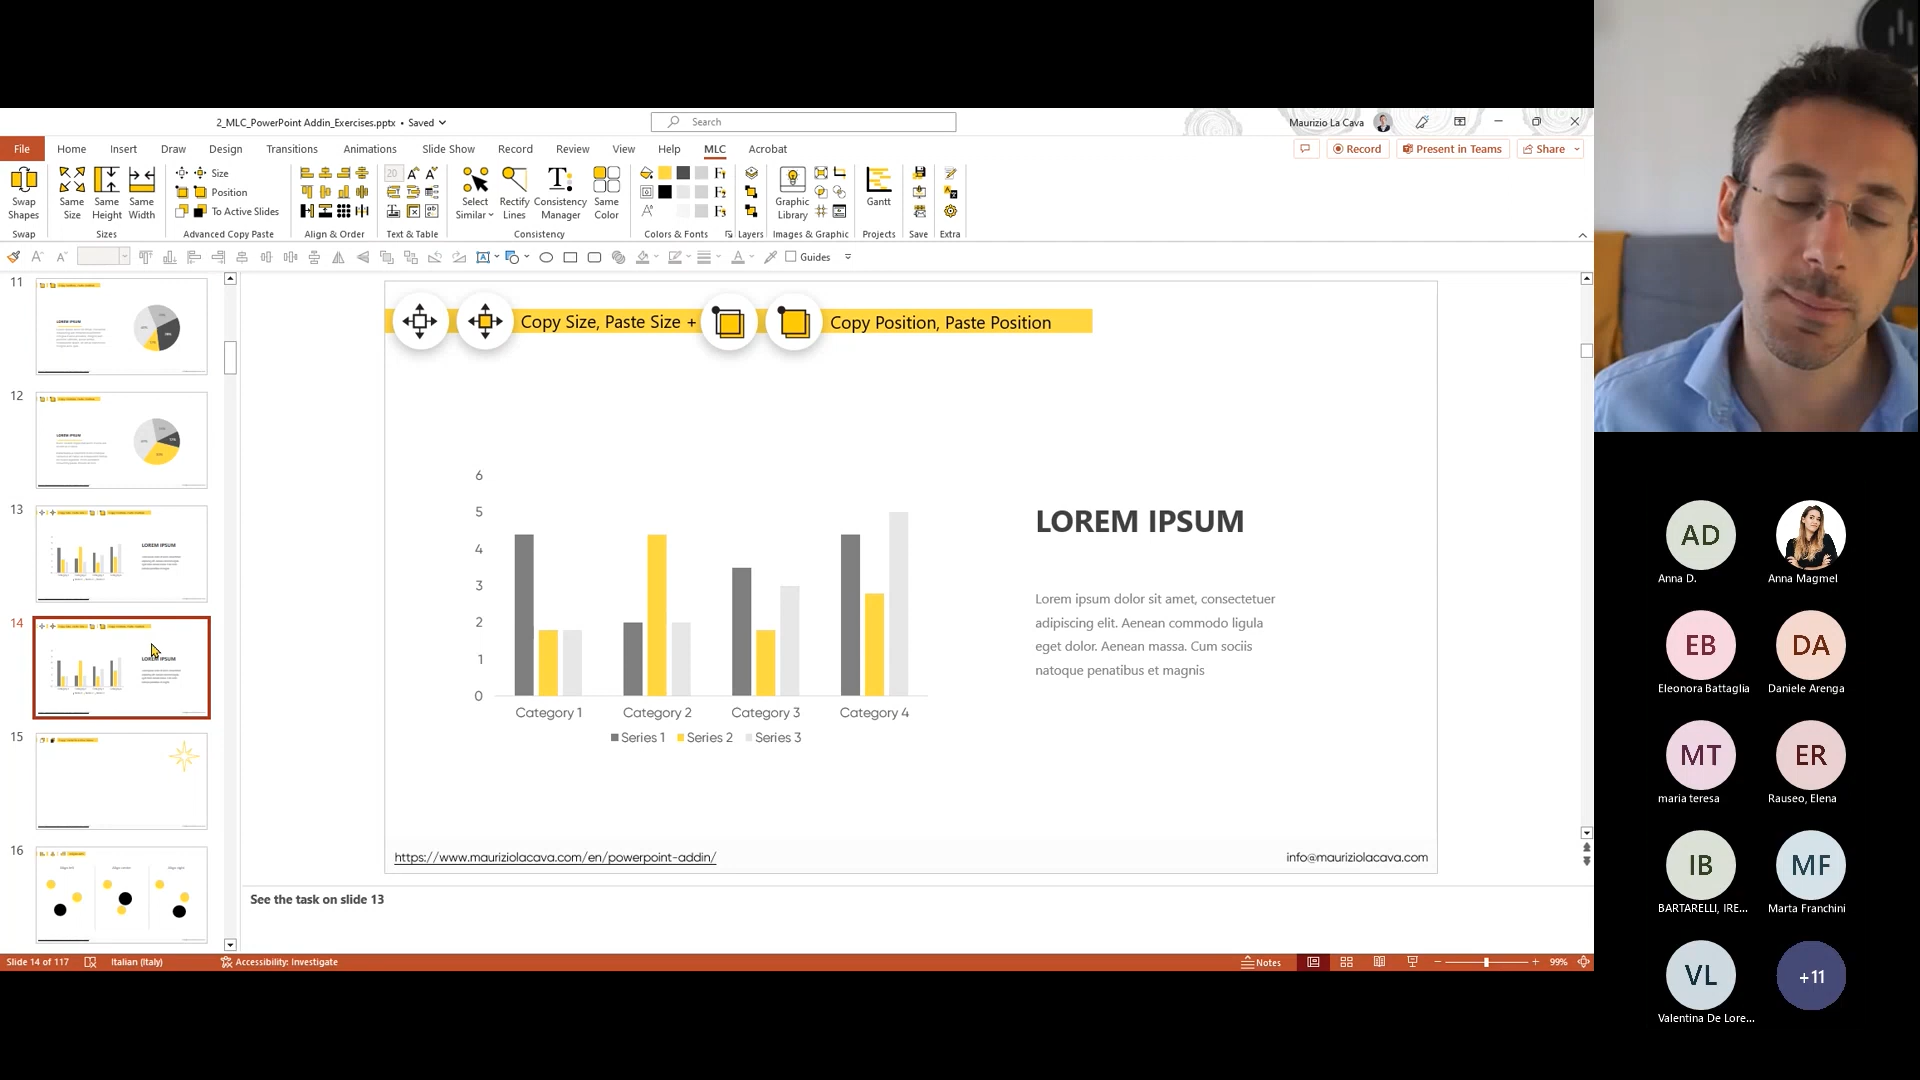 2_MLC_PowerPoint Addin_Exercises.pptx • Saved
Search
Maurizio La Cava
File Home Insert Draw Design Transitions Animations Slide Show Record Review View Help MLC Acrobat
Record Present in Teams Share
Swap Shapes
Same Size
Same Height
Same Width
Size
Position
To Active Slides
20
Select Similar
Rectify Lines
Consistency Manager
Same Color
Graphic Library
Gantt
Swap Sizes Advanced Copy Paste Align & Order Text & Table Consistency Colors & Fonts Layers Images & Graphic Projects Save Extra
Guides
11
12
13
LOREM IPSUM
14
LOREM IPSUM
15
16
Copy Size, Paste Size +
Copy Position, Paste Position
6
5
4
3
2
1
0
Category 1 Category 2 Category 3 Category 4
Series 1 Series 2 Series 3
LOREM IPSUM
Lorem ipsum dolor sit amet, consectetuer
adipiscing elit. Aenean commodo ligula
eget dolor. Aenean massa. Cum sociis
natoque penatibus et magnis
https://www.mauriziolacava.com/en/powerpoint-addin/
info@mauriziolacava.com
See the task on slide 13
Slide 14 of 117 Italian (Italy) Accessibility: Investigate
Notes
99%
AD
Anna D.
Anna Magmel
EB
Eleonora Battaglia
DA
Daniele Arenga
MT
maria teresa
ER
Rauseo, Elena
IB
BARTARELLI, IRE...
MF
Marta Franchini
VL
Valentina De Lore...
+11